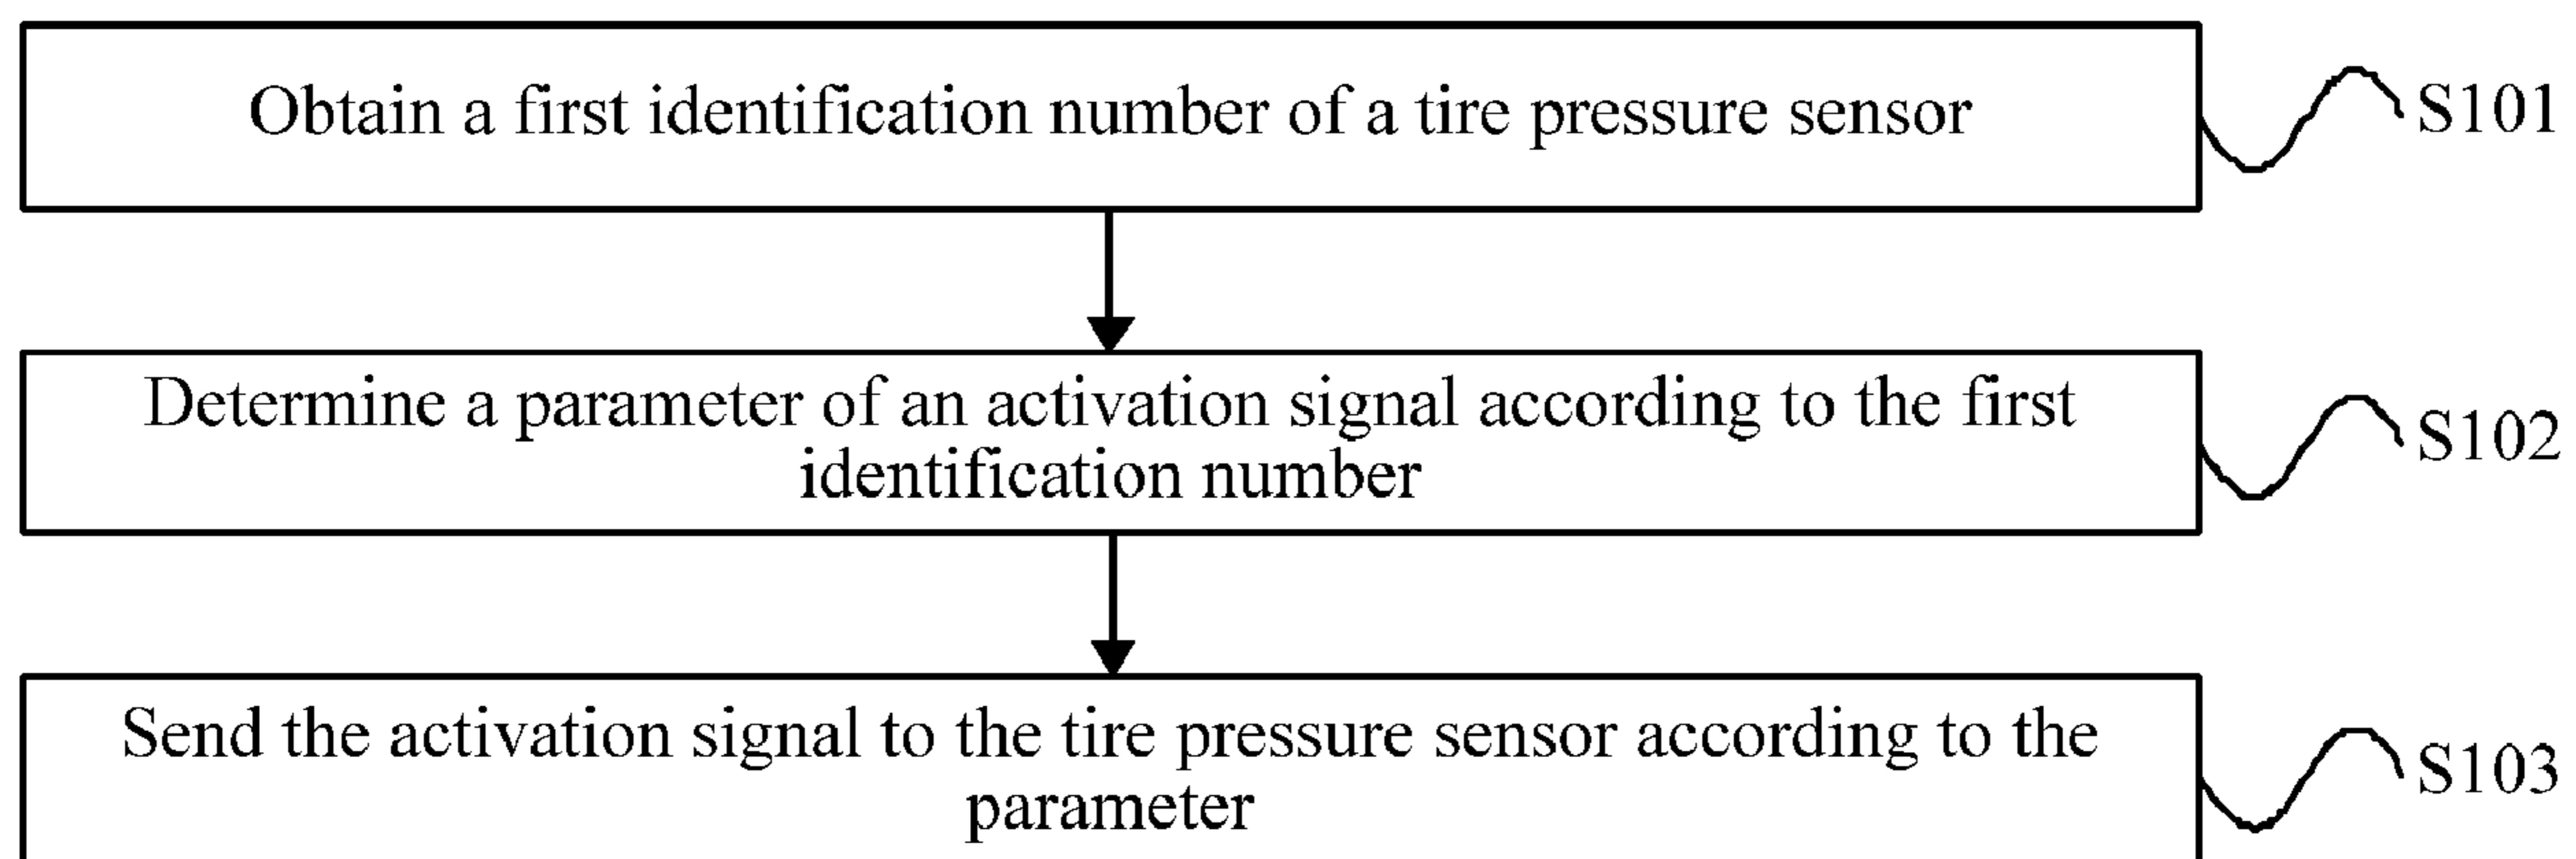 Obtain a first identification number of a tire pressure sensor
S101
Determine a parameter of an activation signal according to the first
identification number
S102
Send the activation signal to the tire pressure sensor according to the
parameter
S103